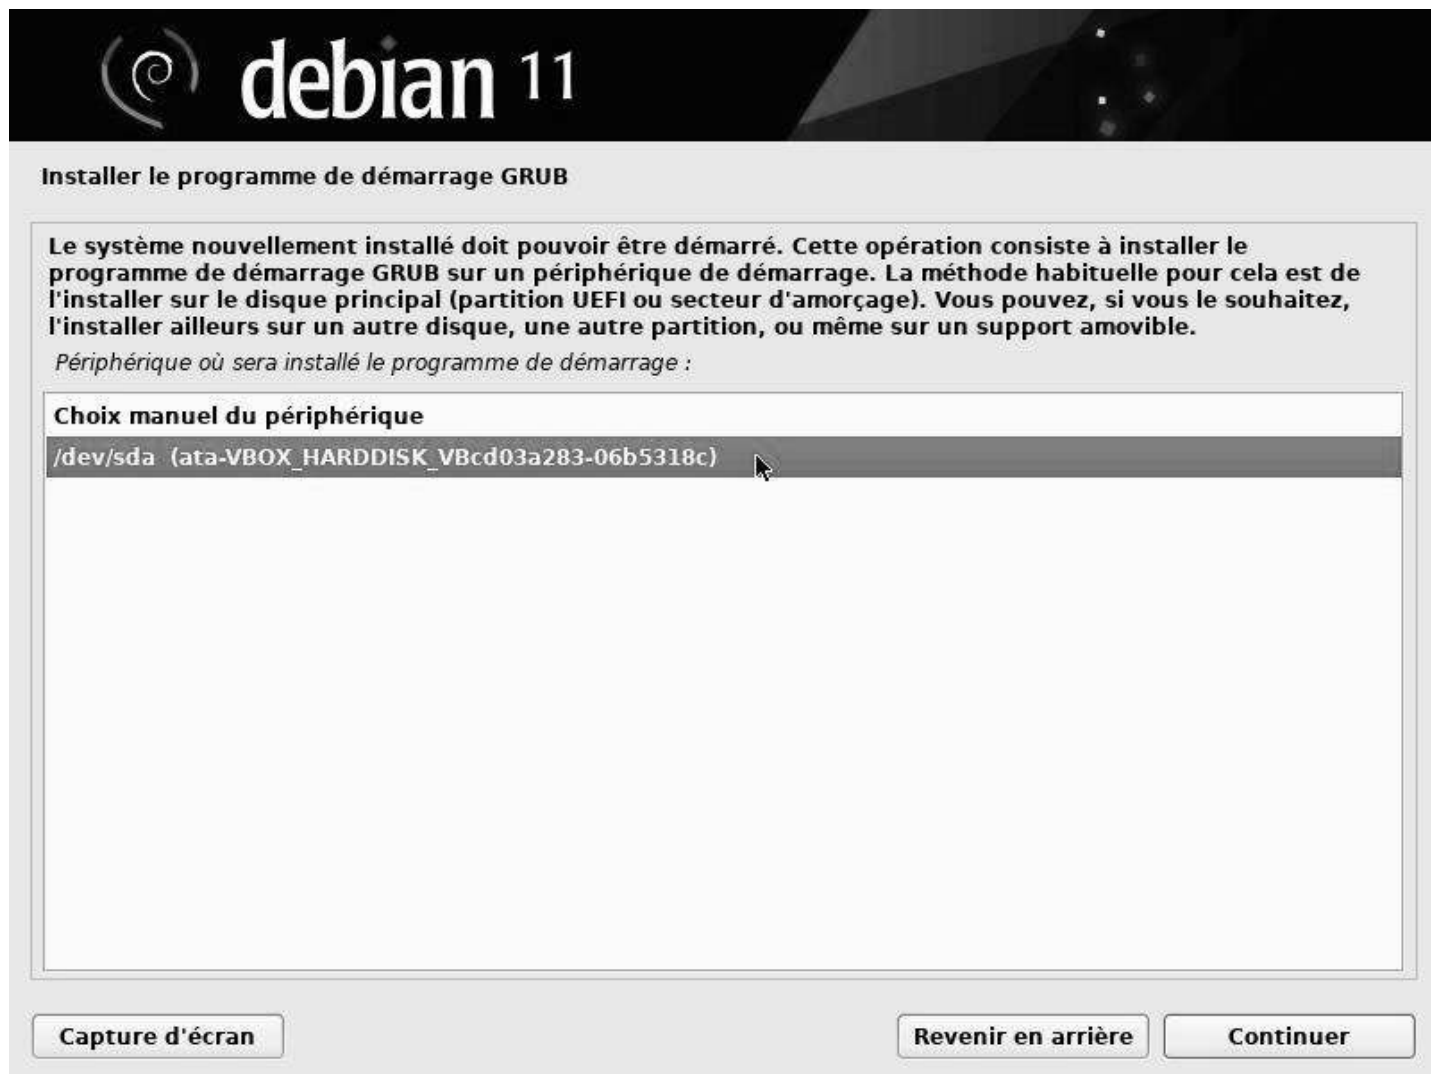 debian 11
Installer le programme de démarrage GRUB
Le système nouvellement installé doit pouvoir être démarré. Cette opération consiste à installer le
programme de démarrage GRUB sur un périphérique de démarrage. La méthode habituelle pour cela est de
l'installer sur le disque principal (partition UEFI ou secteur d'amorçage). Vous pouvez, si vous le souhaitez,
l'installer ailleurs sur un autre disque, une autre partition, ou même sur un support amovible.
Périphérique où sera installé le programme de démarrage :
Choix manuel du périphérique
/dev/sda (ata-VBOX_HARDDISK_VBcd03a283-06b5318c)
Capture d'écran
Revenir en arrière
Continuer